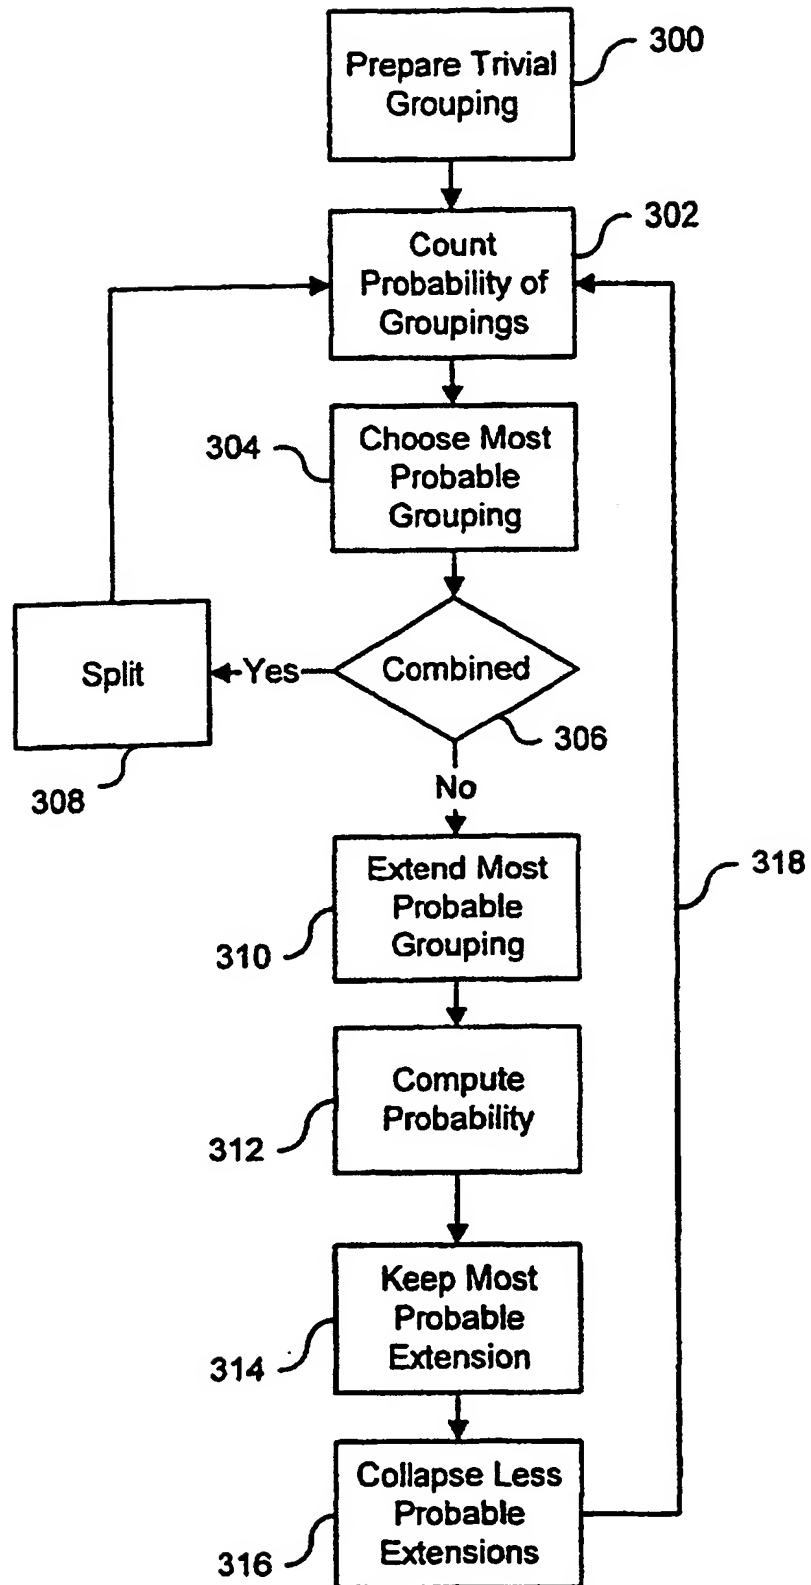 Prepare Trivial
Grouping
300
Count
Probability of
Groupings
302
Choose Most
Probable
Grouping
304
Combined
306
Yes
Split
308
No
Extend Most
Probable
Grouping
310
318
Compute
Probability
312
Keep Most
Probable
Extension
314
Collapse Less
Probable
Extensions
316